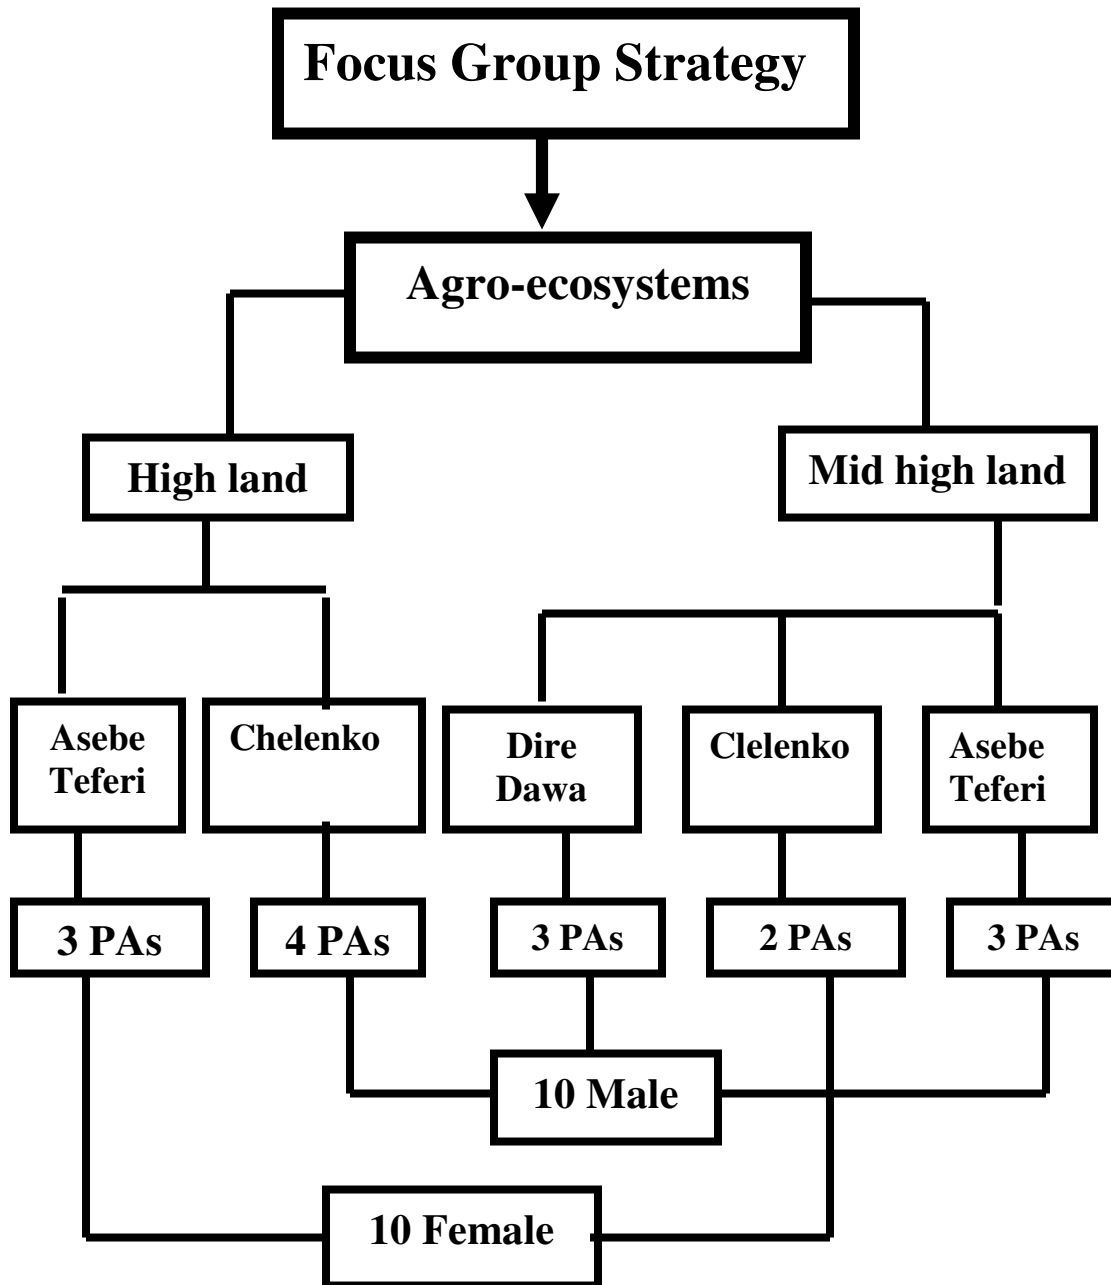 Focus Group Strategy
Agro-ecosystems
High land
Mid high land
Asebe
Teferi
Chelenko
Dire
Dawa
Clelenko
Asebe
Teferi
3 PAs
4 PAs
3 PAs
2 PAs
3 PAs
10 Male
10 Female